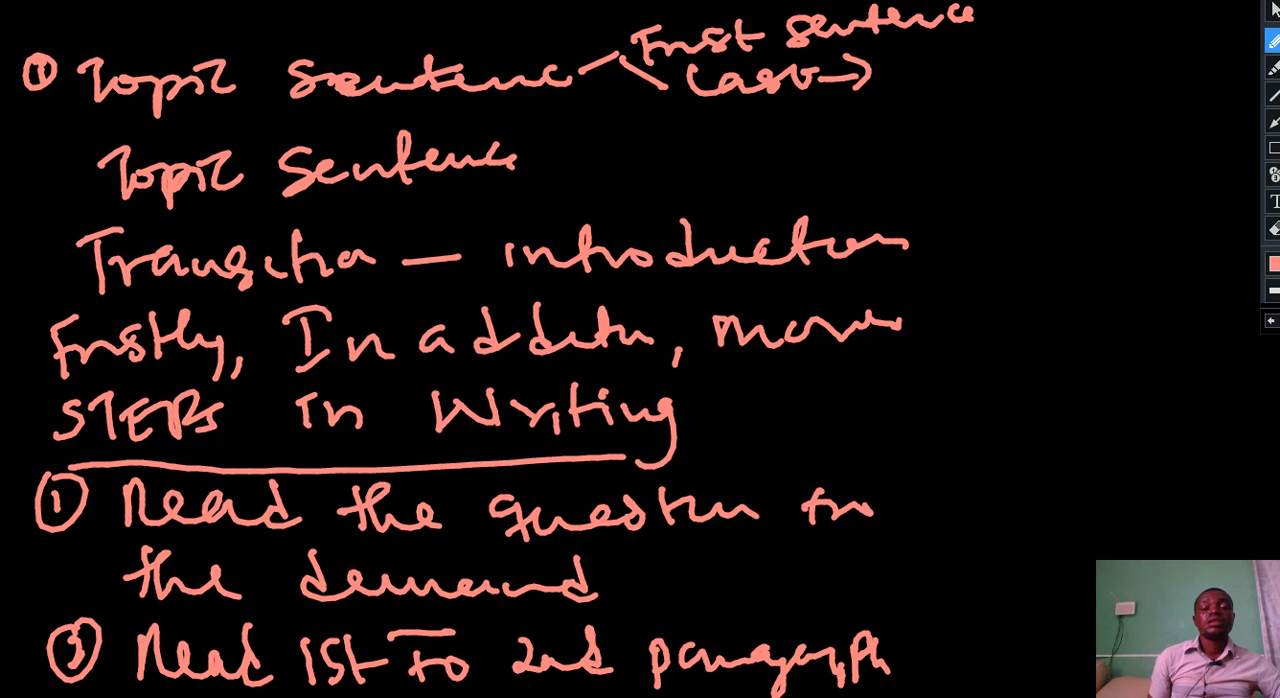 ① Topic Sentence First Sentence
Last →
Topic Sentence
Transition — introduction
Firstly, In addition, more
STEPS in Writing
① Read the question for
the demand
③ Read 1st to 2nd paragraph